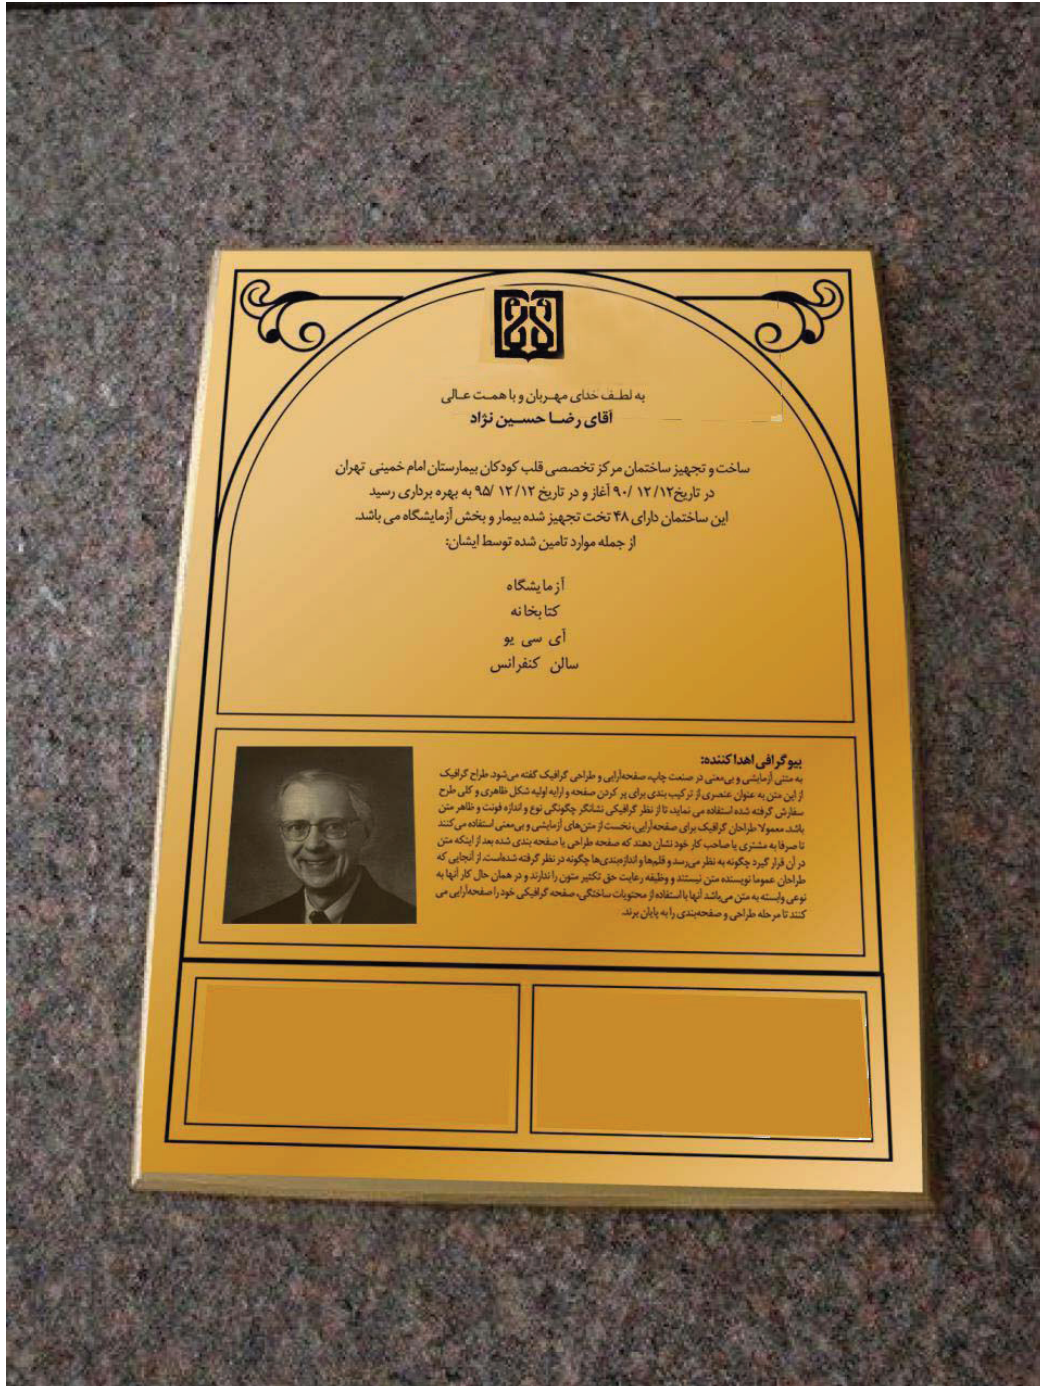 به لطف خدای مهربان و با همت عالی
آقای رضا حسین نژاد
ساخت و تجهیز ساختمان مرکز تخصصی قلب کودکان بیمارستان امام خمینی تهران
در تاریخ ۹۰/ ۱۲/ ۱۲ آغاز و در تاریخ ۹۵/ ۱۲/ ۱۲ به بهره برداری رسید
این ساختمان دارای ۴۸ تخت تجهیز شده بیمار و بخش آزمایشگاه می باشد.
از جمله موارد تامین شده توسط ایشان:
آزمایشگاه
کتابخانه
آی سی یو
سالن کنفرانس
بیوگرافی اهدا کننده:
به متنی آزمایشی و بی‌معنی در صنعت چاپ، صفحه‌آرایی و طراحی گرافیک گفته می‌شود. طراح گرافیک
از این متن به عنوان عنصری از ترکیب بندی برای پر کردن صفحه و ارایه اولیه شکل ظاهری و کلی طرح
سفارش گرفته شده استفاده می نماید، تا از نظر گرافیکی نشانگر چگونگی نوع و اندازه فونت و ظاهر متن
باشد. معمولا طراحان گرافیک برای صفحه‌آرایی، نخست از متن‌های آزمایشی و بی‌معنی استفاده می‌کنند
تا صرفا به مشتری یا صاحب کار خود نشان دهند که صفحه طراحی یا صفحه بندی شده بعد از اینکه متن
در آن قرار گیرد چگونه به نظر می‌رسد و قلم‌ها و اندازه‌بندی‌ها چگونه در نظر گرفته شده‌است. از آنجایی که
طراحان عموما نویسنده متن نیستند و وظیفه رعایت حق تکثیر متون را ندارند و در همان حال کار آنها به
نوعی وابسته به متن می‌باشد آنها با استفاده از محتویات ساختگی، صفحه گرافیکی خود را صفحه‌آرایی می
کنند تا مرحله طراحی و صفحه‌بندی را به پایان برند.